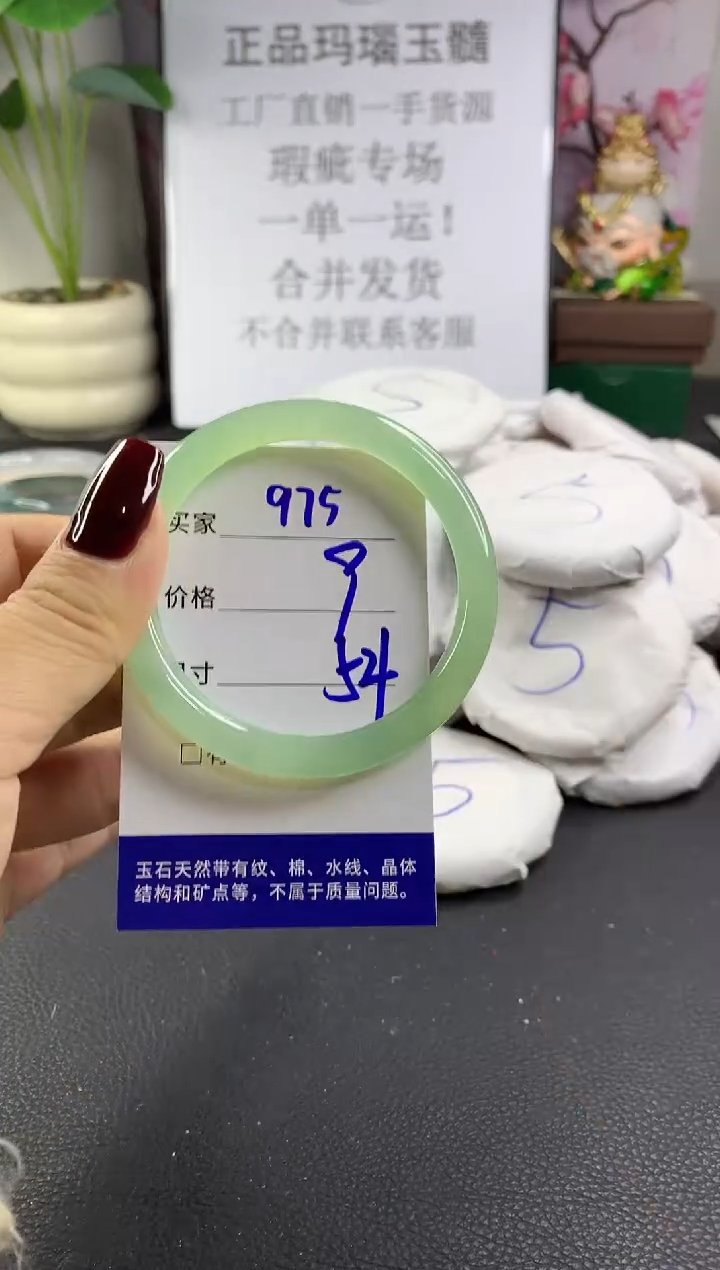 正品玛瑙玉髓
工厂直销一手货源
瑕疵专场
一单一运！
合并发货
不合并联系客服
买家 975
价格 9
寸 54
玉石天然带有纹、棉、水线、晶体
结构和矿点等，不属于质量问题。
5
5
5
5